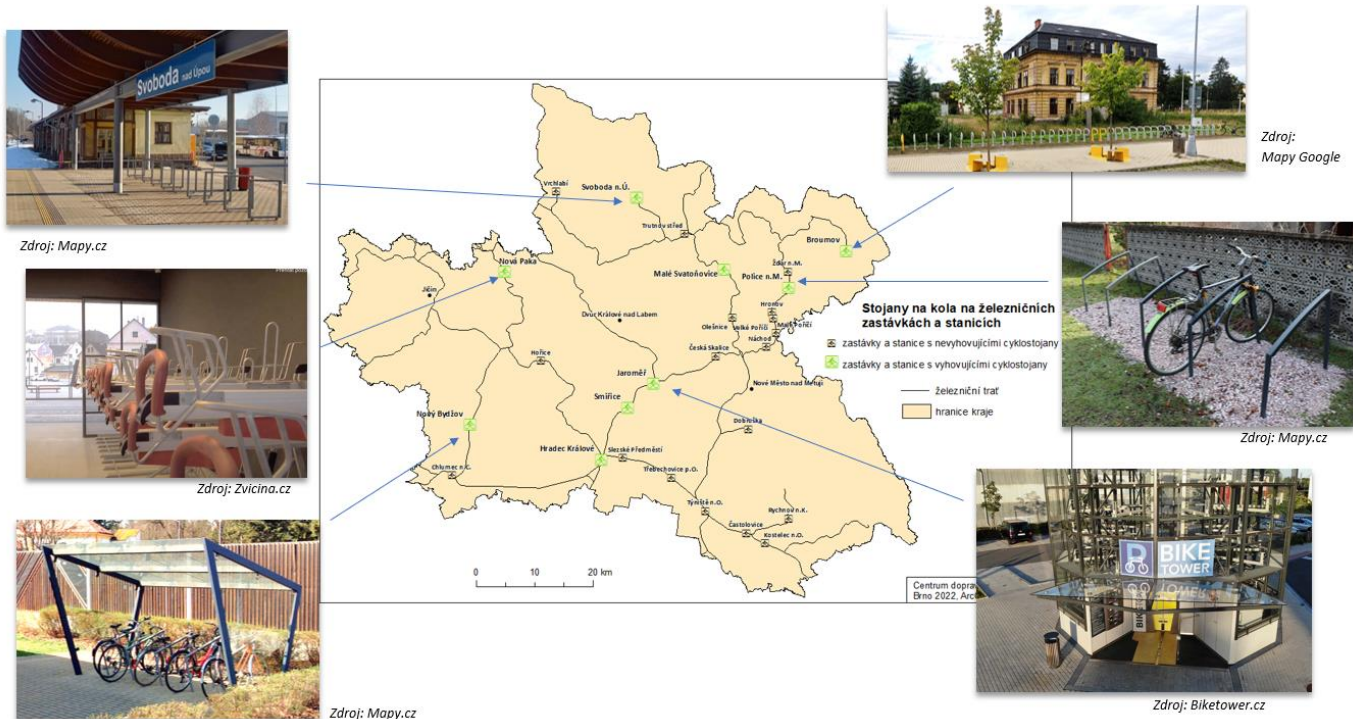 Svoboda nad Úpou
Zdroj: Mapy.cz
Zdroj:
Mapy Google
Vrchlabí
Svoboda n.Ú.
Trutnov střed
Broumov
Nová Paka
Malé Svatoňovice
Žďár n.M.
Police n.M.
Jičín
Dvůr Králové nad Labem
Hronov
Olešnice
Velké Poříčí
Malé Poříčí
Náchod
Česká Skalice
Hořice
Jaroměř
Nové Město nad Metují
Smiřice
Nový Bydžov
Dobruška
Hradec Králové
Slezské Předměstí
Chlumec n.C.
Třebechovice p.O.
Týniště n.O.
Rychnov n.K.
Častolovice
Kostelec n.O.
Stojany na kola na železničních
zastávkách a stanicích
zastávky a stanice s nevyhovujícími cyklostojany
zastávky a stanice s vyhovujícími cyklostojany
železniční trať
hranice kraje
0 10 20 km
Centrum dopra
Brno 2022, Arc
Zdroj: Zvicina.cz
Zdroj: Mapy.cz
BIKE
TOWER
Zdroj: Mapy.cz
Zdroj: Biketower.cz